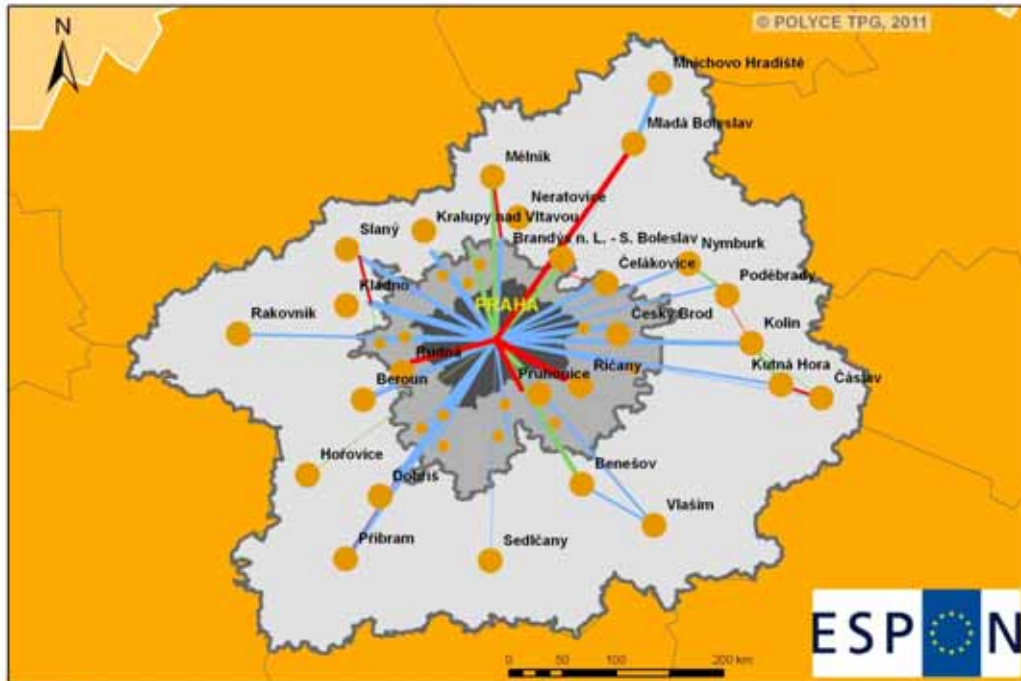 © POLYCE TPG, 2011
N
Mnichovo Hradiště
Mladá Boleslav
Mělník
Neratovice
Slaný
Kralupy nad Vltavou
Brandýs n. L. - S. Boleslav
Nymburk
Čelákovice
Poděbrady
Kladno
PRAHA
Rakovník
Český Brod
Kolín
Rudná
Říčany
Kutná Hora
Čáslav
Beroun
Průhonice
Hořovice
Dobříš
Benešov
Vlašim
Příbram
Sedlčany
0 50 100 200 km
ESPON